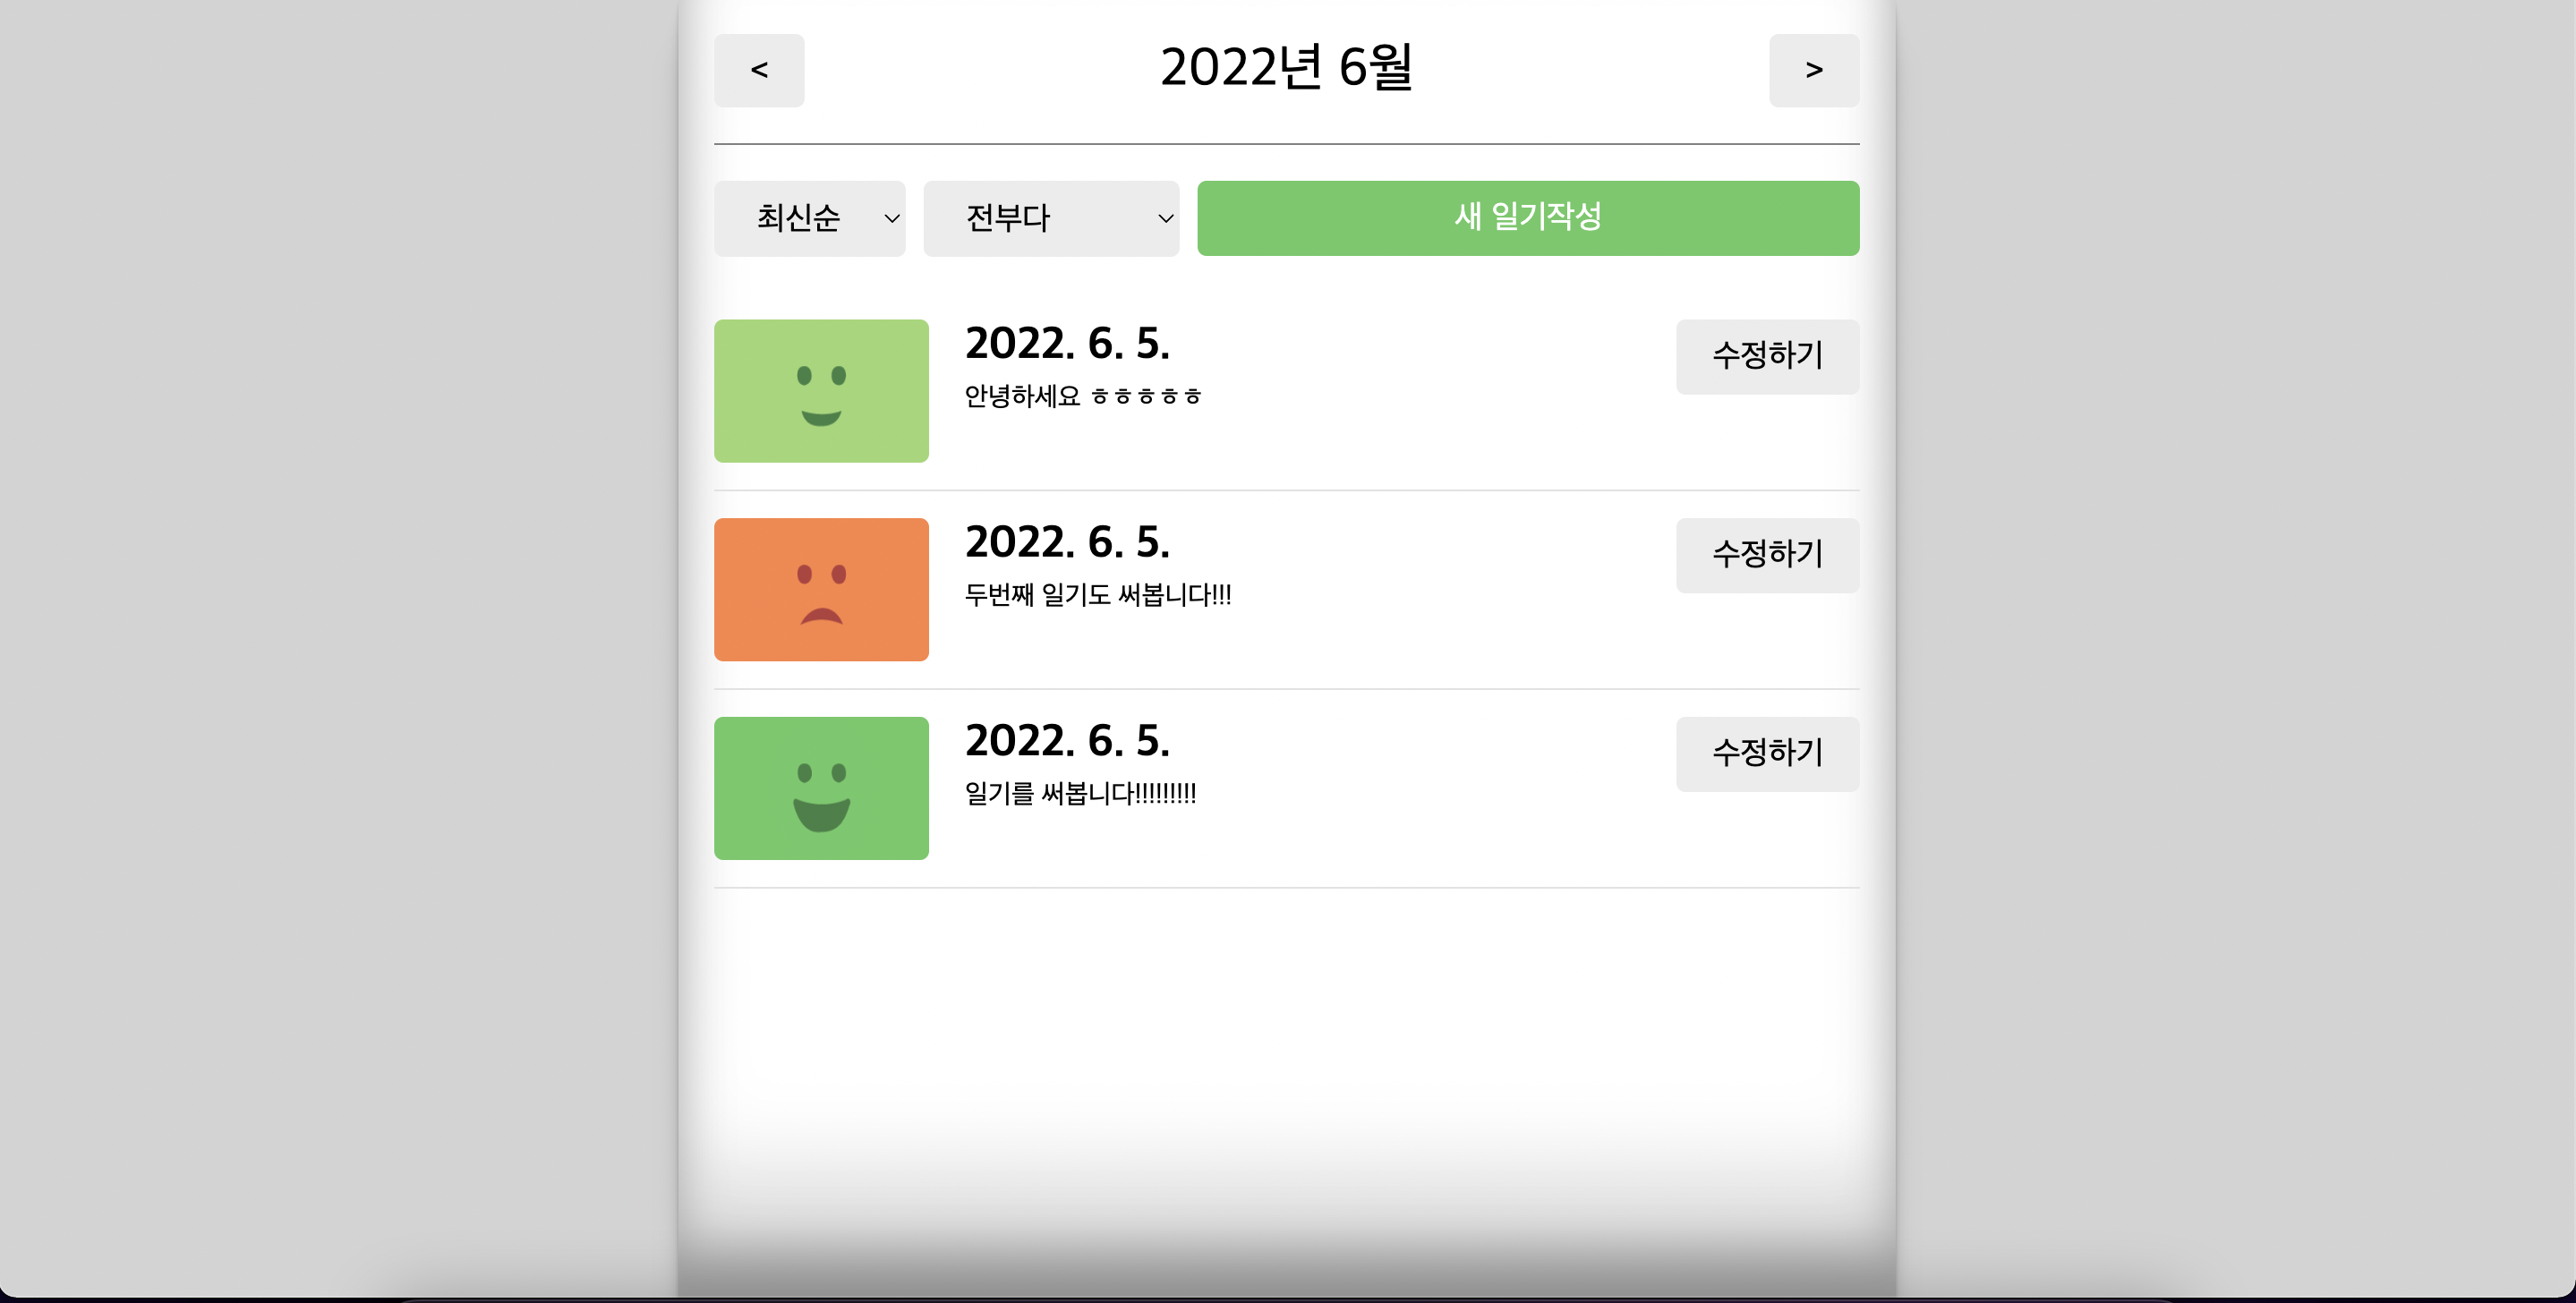 < 2022년 6월 >
최신순 전부다 새 일기작성
2022. 6. 5. 수정하기
안녕하세요 ㅎㅎㅎㅎㅎ
2022. 6. 5. 수정하기
두번째 일기도 써봅니다!!!
2022. 6. 5. 수정하기
일기를 써봅니다!!!!!!!!!